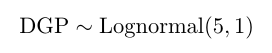 DGP ∼ Lognormal(5, 1)